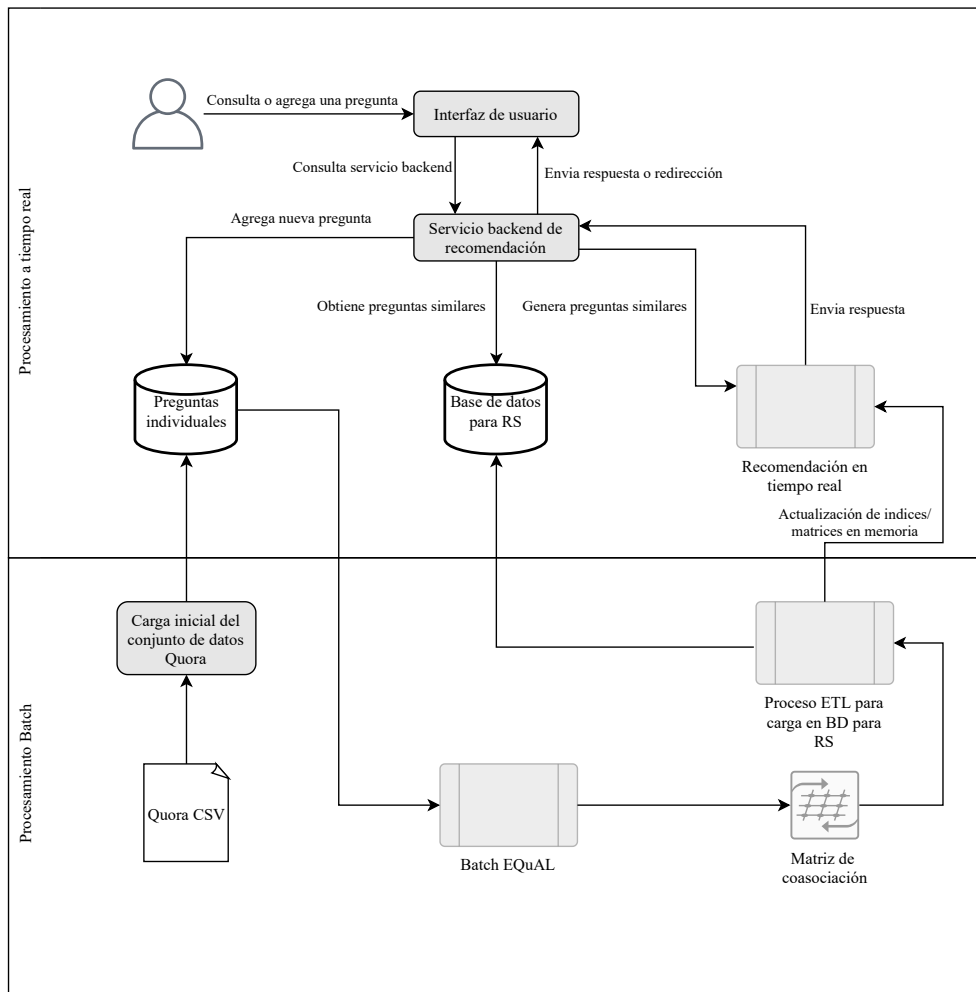 Procesamiento a tiempo real
Consulta o agrega una pregunta
Interfaz de usuario
Consulta servicio backend
Envia respuesta o redirección
Agrega nueva pregunta
Servicio backend de
recomendación
Obtiene preguntas similares
Genera preguntas similares
Envia respuesta
Preguntas
individuales
Base de datos
para RS
Recomendación en
tiempo real
Actualización de indices/
matrices en memoria
Procesamiento Batch
Carga inicial del
conjunto de datos
Quora
Proceso ETL para
carga en BD para
RS
Quora CSV
Batch EQuAL
Matriz de
coasociación